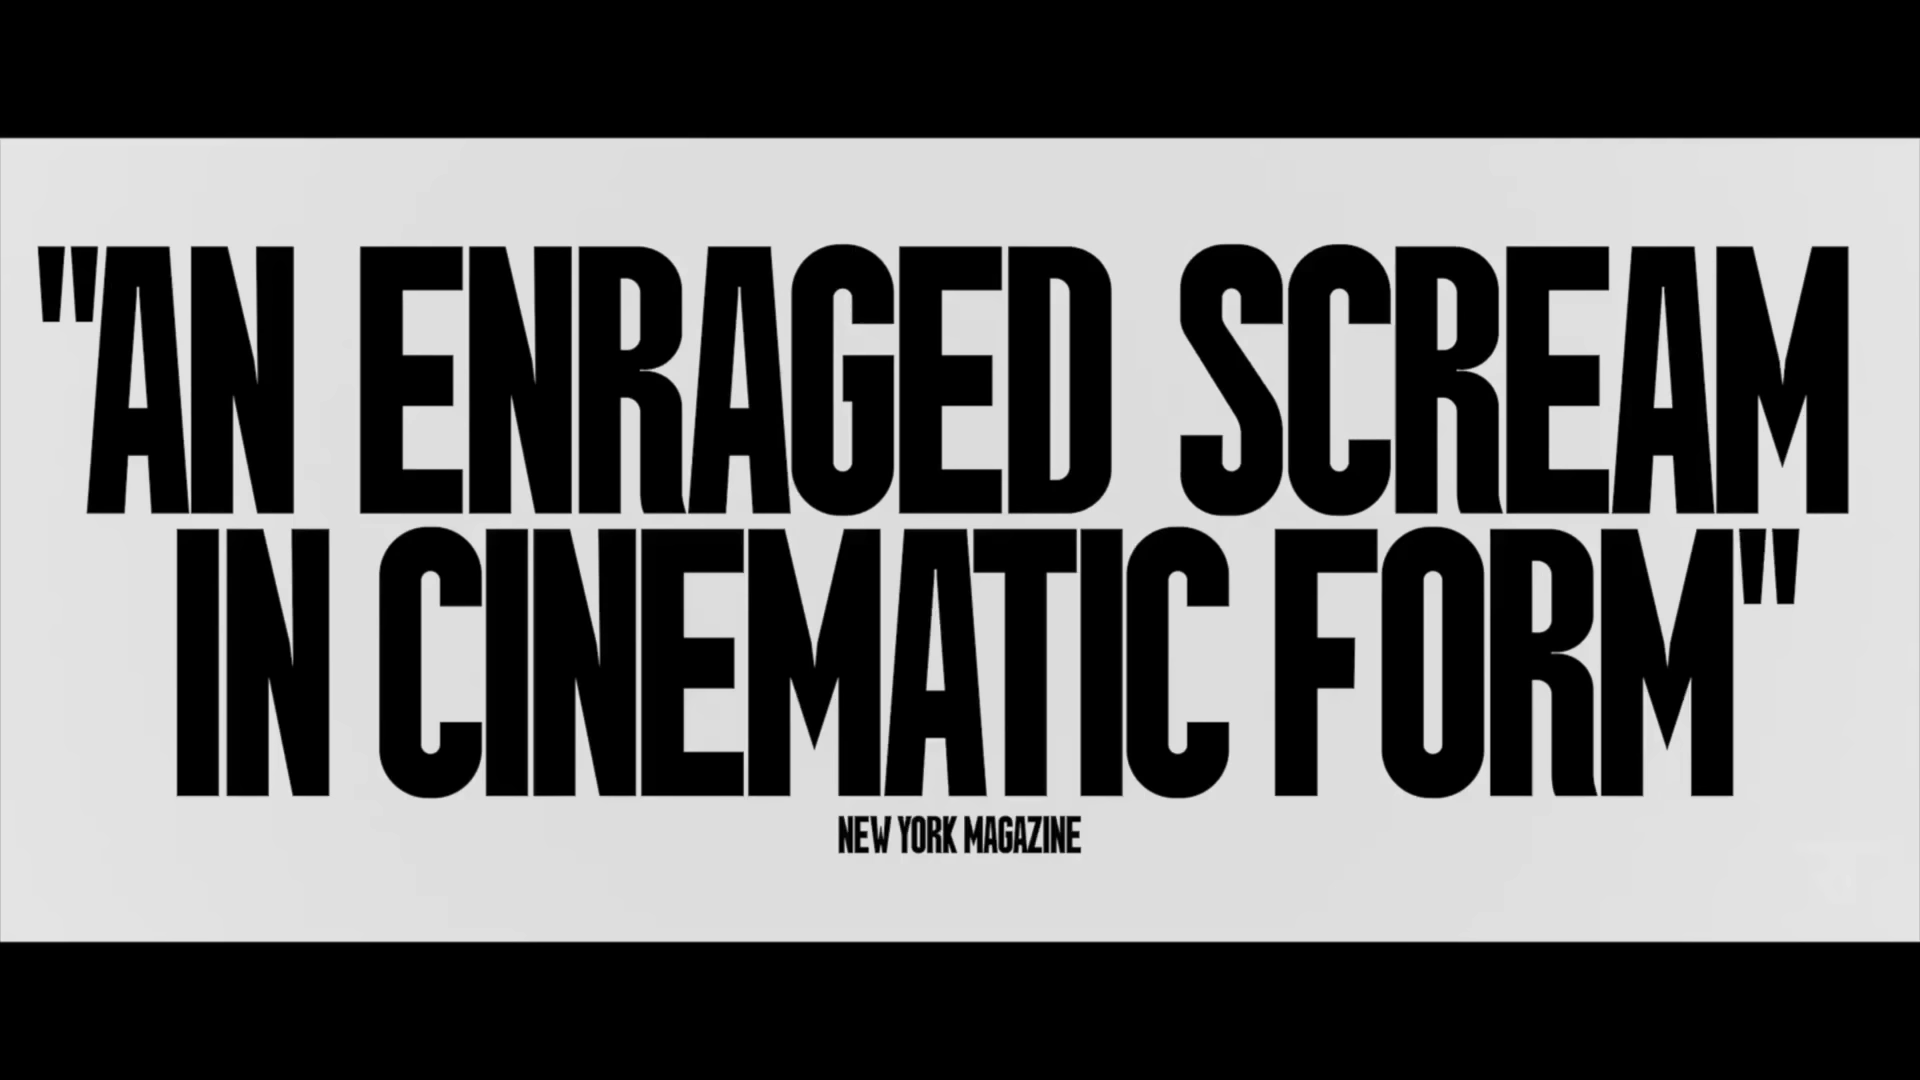 "AN ENRAGED SCREAM
IN CINEMATIC FORM"
NEW YORK MAGAZINE